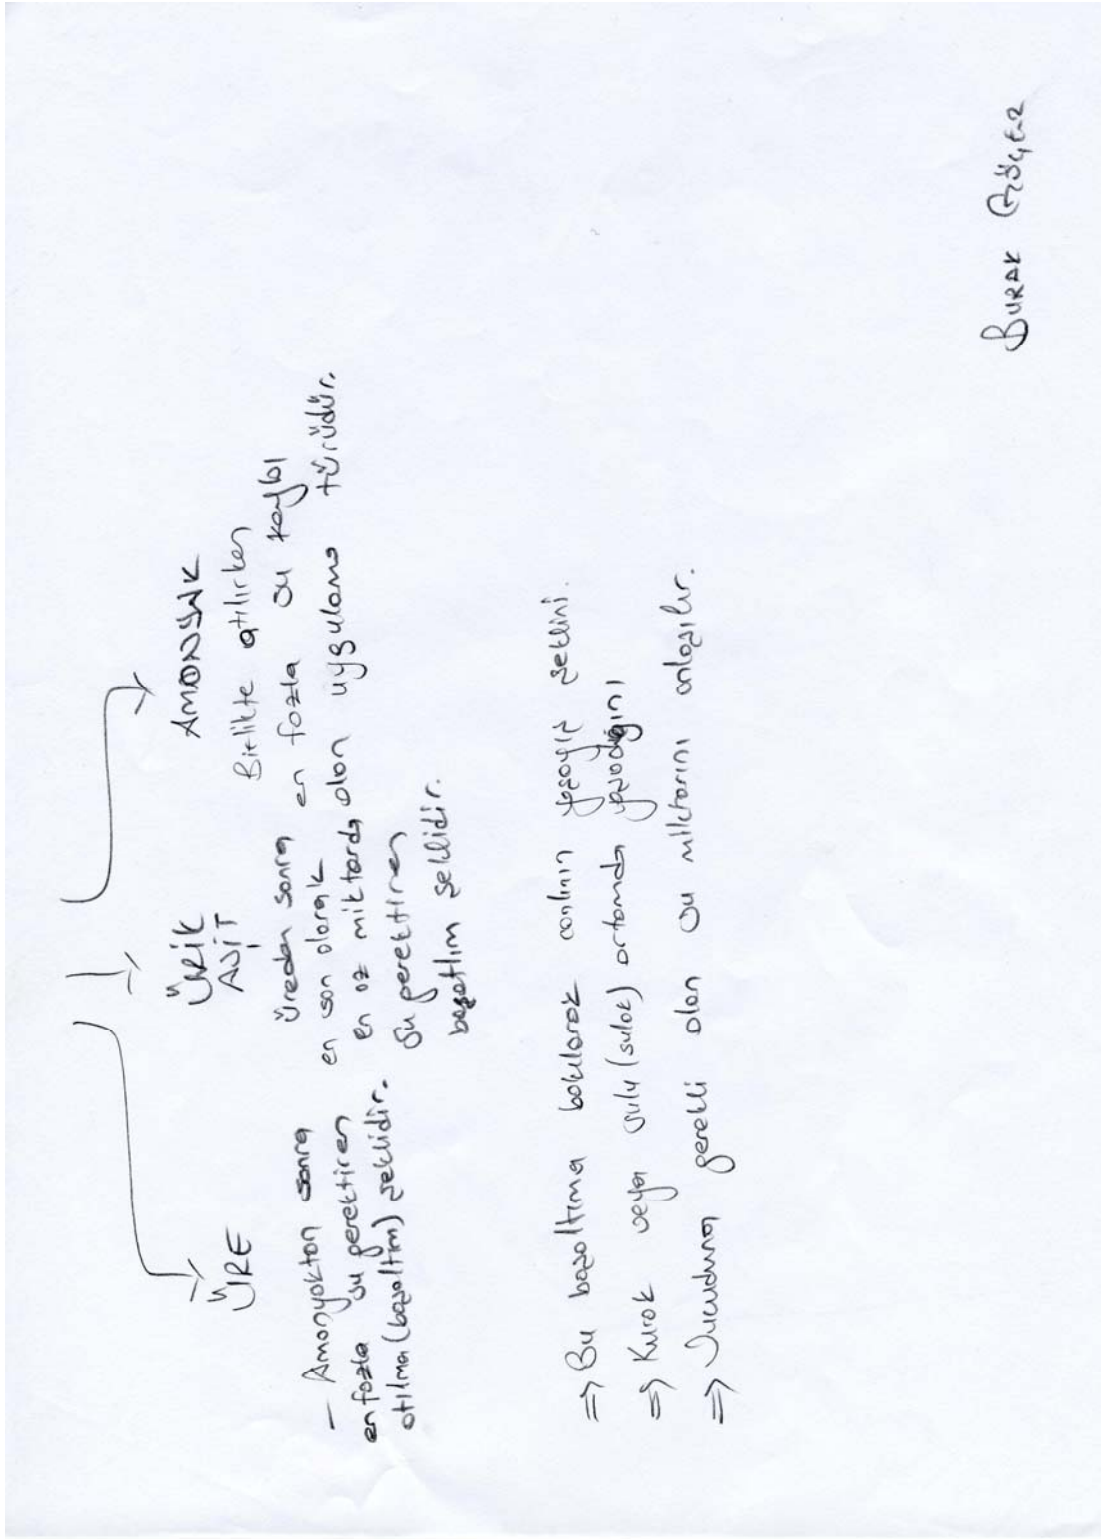 ÜRE
— Amonyaktan sonra
en fazla su gerektiren
atılma (boşaltım) şeklidir.
ÜRİK
ASİT
Üreden sonra
en son olarak
en az miktarda
su gerektiren
boşaltım şeklidir.
AMONYAK
Birlikte atılırken
en fazla su kaybı
olan uygulama türüdür.
⇒ Bu boşaltıma bakılarak canlının yaşayış şeklini.
⇒ Kurak veya sulu (sulak) ortamda yaşadığını
⇒ Vucuduna gerekli olan su miktarını anlaşılır.
BURAK